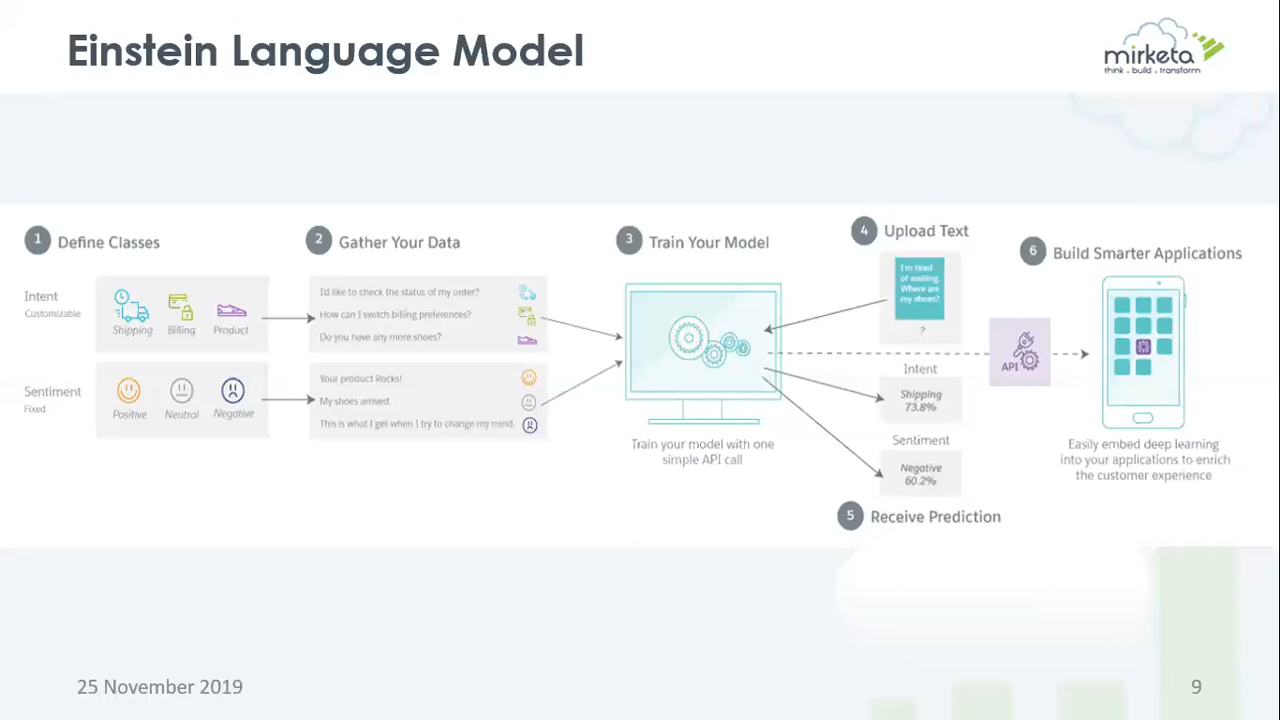 Einstein Language Model
mirketa
think . build . transform
1 Define Classes
Intent
Customizable
Shipping Billing Product
Sentiment
Fixed
Positive Neutral Negative
2 Gather Your Data
I'd like to check the status of my order?
How can I switch billing preferences?
Do you have any more shoes?
Your product Rocks!
My shoes arrived.
This is what I get when I try to change my mind.
3 Train Your Model
Train your model with one
simple API call
4 Upload Text
I'm tired
of waiting.
Where are
my shoes?
?
Intent
Shipping
73.8%
Sentiment
Negative
60.2%
5 Receive Prediction
API
6 Build Smarter Applications
Easily embed deep learning
into your applications to enrich
the customer experience
25 November 2019
9